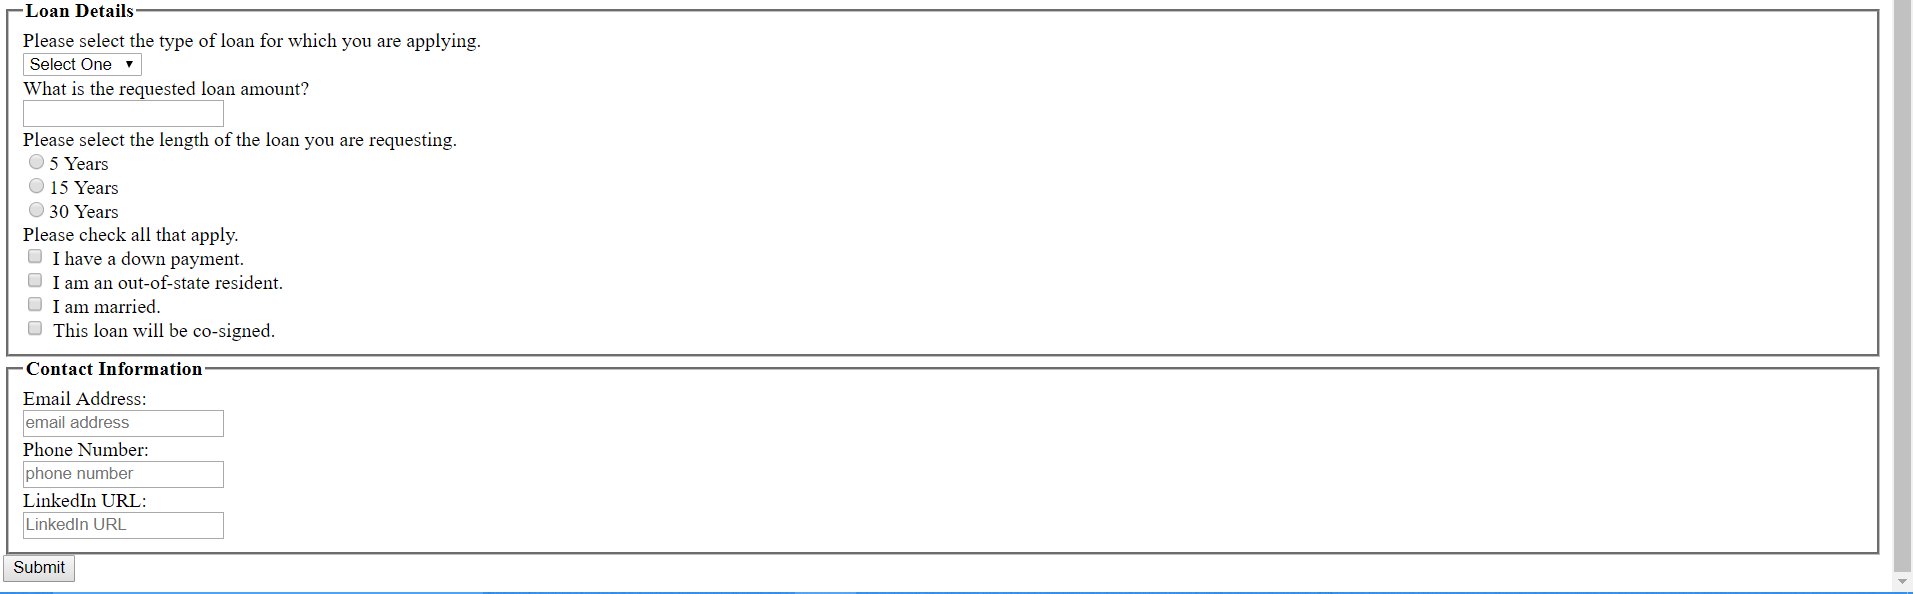 Loan Details
Please select the type of loan for which you are applying.
Select One
What is the requested loan amount?
Please select the length of the loan you are requesting.
5 Years
15 Years
30 Years
Please check all that apply.
I have a down payment.
I am an out-of-state resident.
I am married.
This loan will be co-signed.
Contact Information
Email Address:
email address
Phone Number:
phone number
LinkedIn URL:
LinkedIn URL
Submit